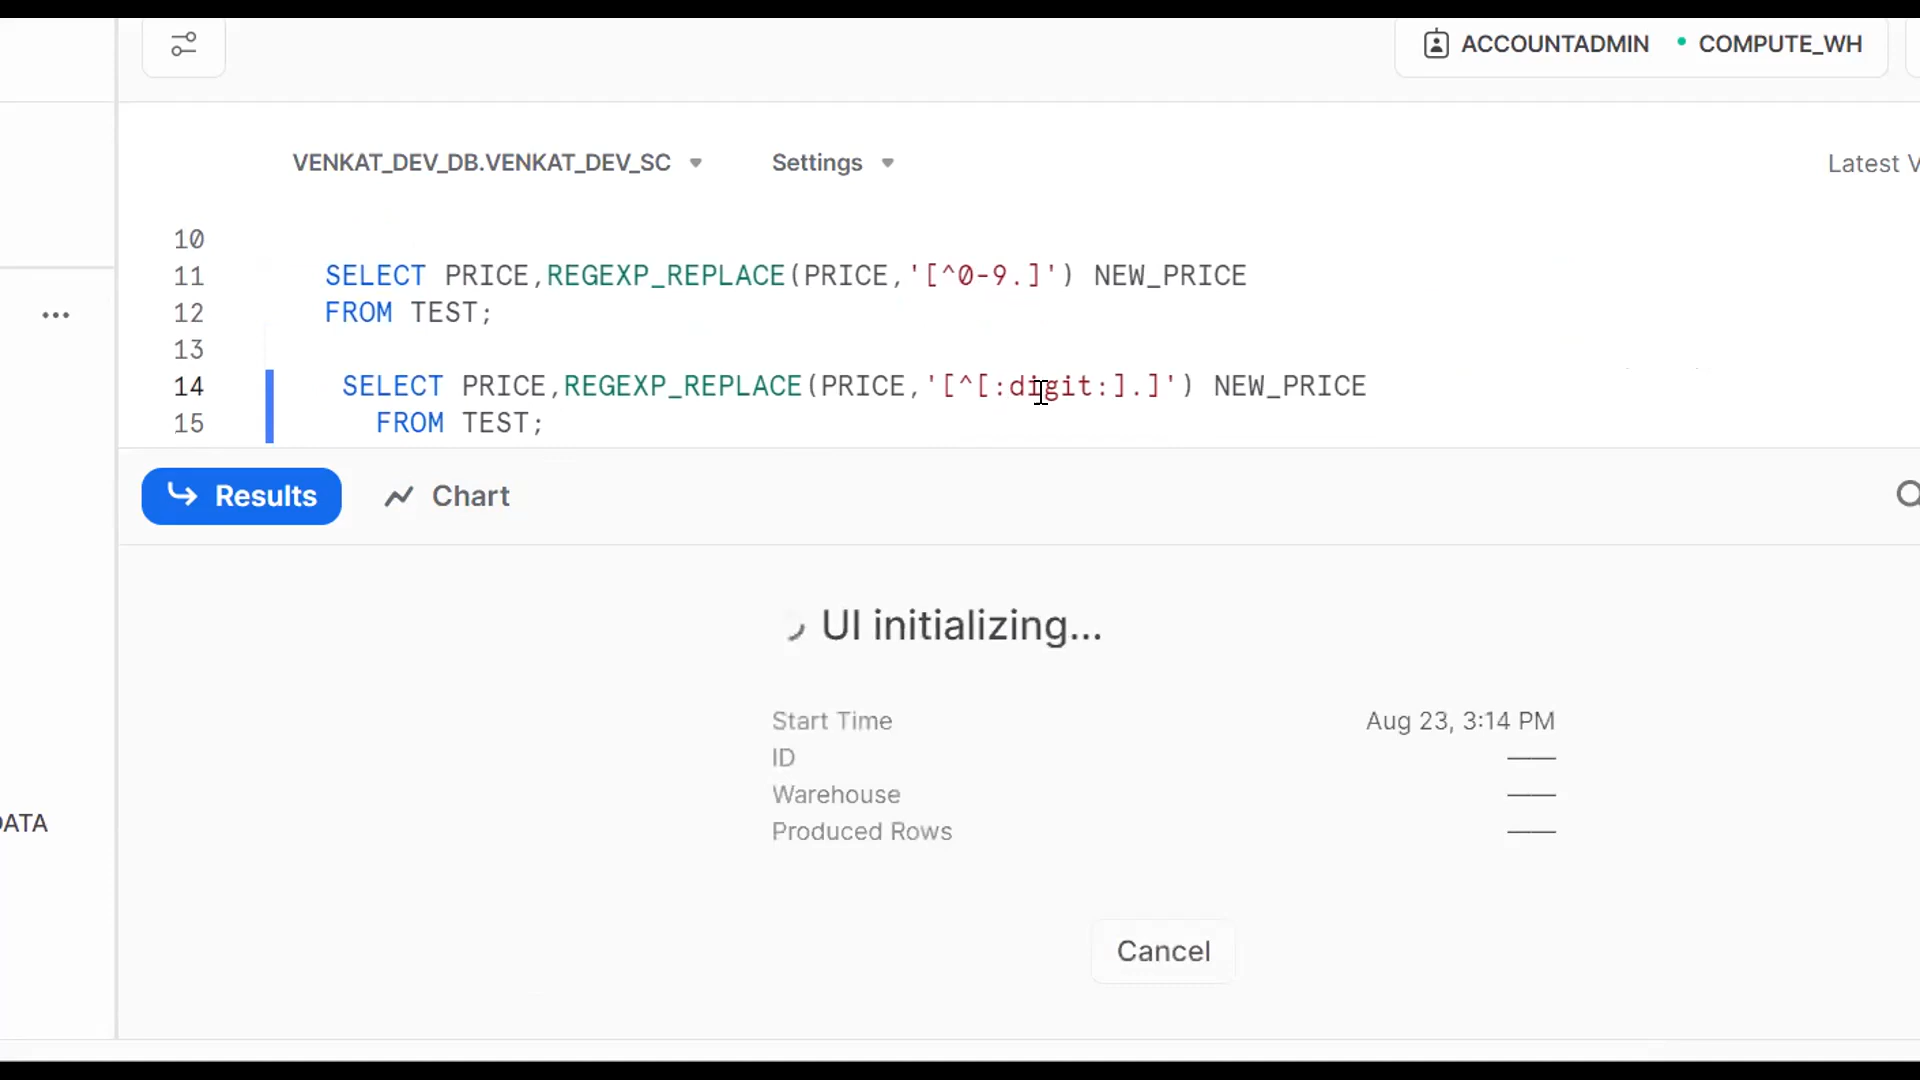 ACCOUNTADMIN • COMPUTE_WH
VENKAT_DEV_DB.VENKAT_DEV_SC Settings Latest V
10
11 SELECT PRICE,REGEXP_REPLACE(PRICE,'[^0-9.]') NEW_PRICE
12 FROM TEST;
13
14 SELECT PRICE,REGEXP_REPLACE(PRICE,'[^[:digit:].]') NEW_PRICE
15 FROM TEST;
Results Chart
UI initializing...
Start Time Aug 23, 3:14 PM
ID ——
Warehouse ——
DATA
Produced Rows ——
Cancel